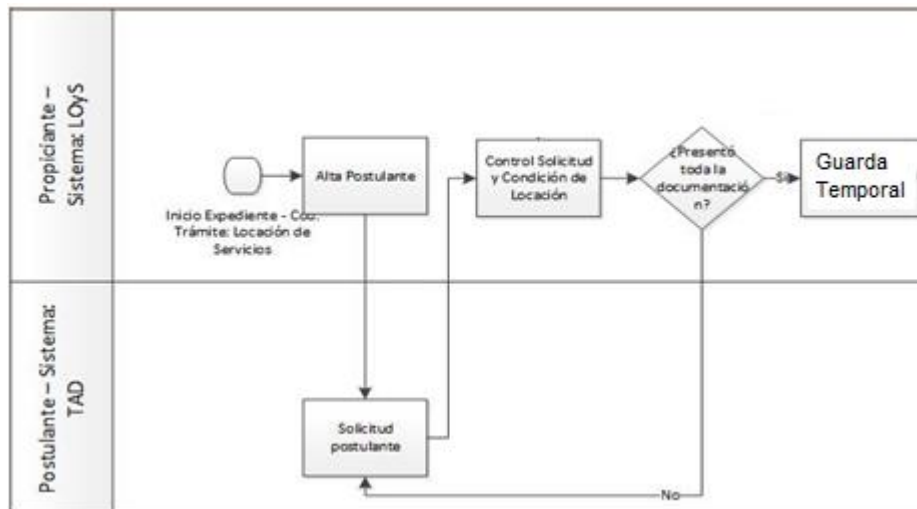 Propiciante –
Sistema: LOyS
Inicio Expediente - Cod.
Trámite: Locación de
Servicios
Alta Postulante
Control Solicitud
y Condición de
Locación
¿Presentó
toda la
documentació
n?
Si
Guarda
Temporal
Postulante – Sistema:
TAD
Solicitud
postulante
No